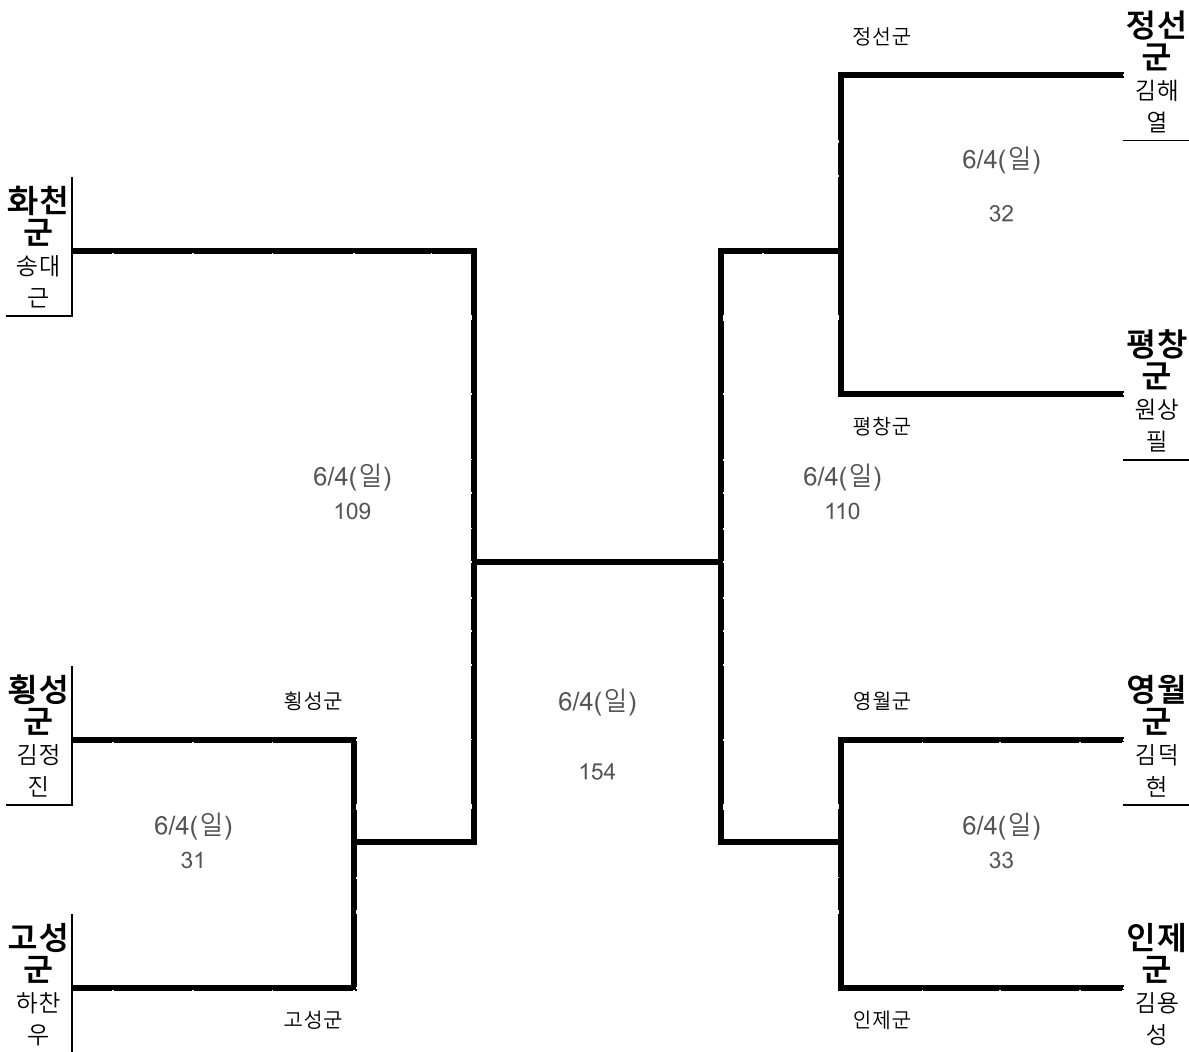 정선군
정선
군
김해
열
6/4(일)
32
화천
군
송대
근
평창
군
원상
필
평창군
6/4(일)
109
6/4(일)
110
횡성
군
김정
진
횡성군
6/4(일)
154
영월군
영월
군
김덕
현
6/4(일)
31
6/4(일)
33
고성
군
하찬
우
고성군
인제군
인제
군
김용
성